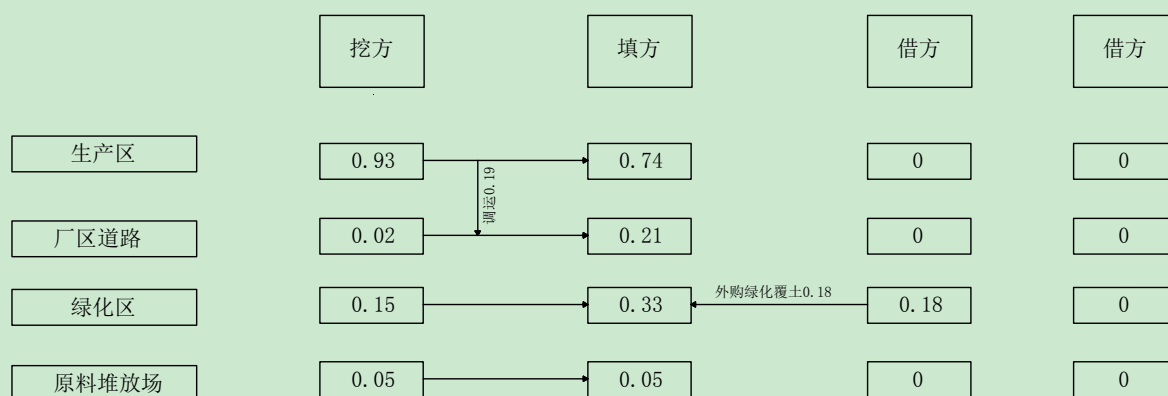 挖方 填方 借方 借方
生产区 0.93 0.74 0 0
调运0.19
厂区道路 0.02 0.21 0 0
外购绿化覆土0.18
绿化区 0.15 0.33 0.18 0
原料堆放场 0.05 0.05 0 0